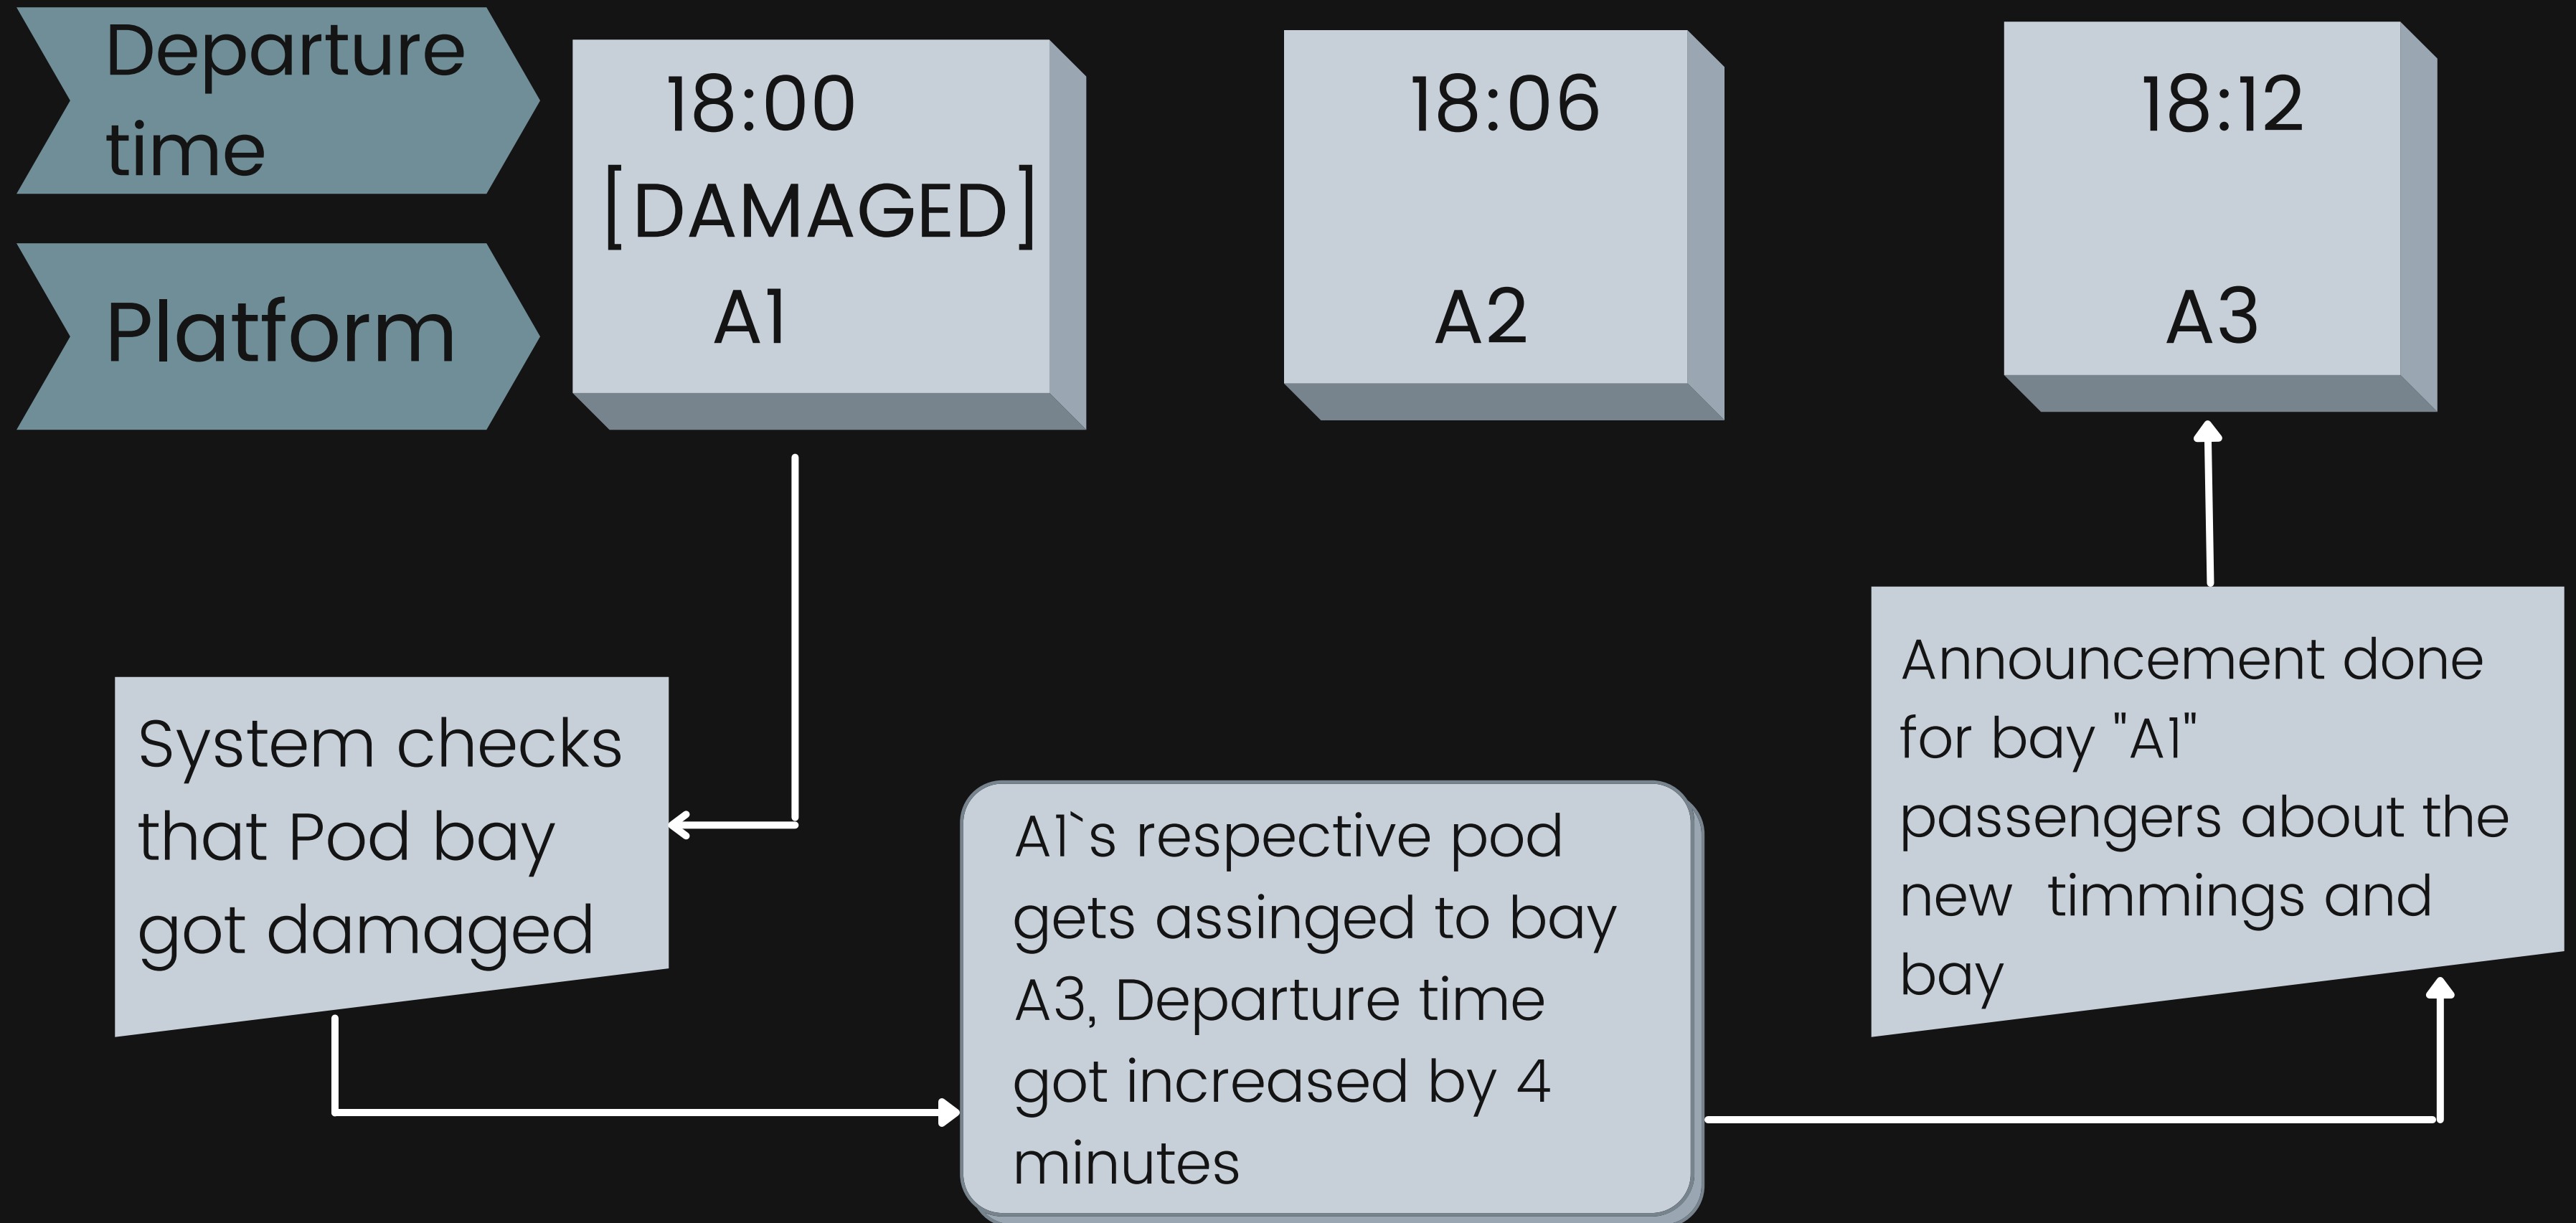 Departure
time
Platform
18:00
[DAMAGED]
A1
18:06
A2
18:12
A3
System checks
that Pod bay
got damaged
A1`s respective pod
gets assinged to bay
A3, Departure time
got increased by 4
minutes
Announcement done
for bay "A1"
passengers about the
new  timmings and
bay